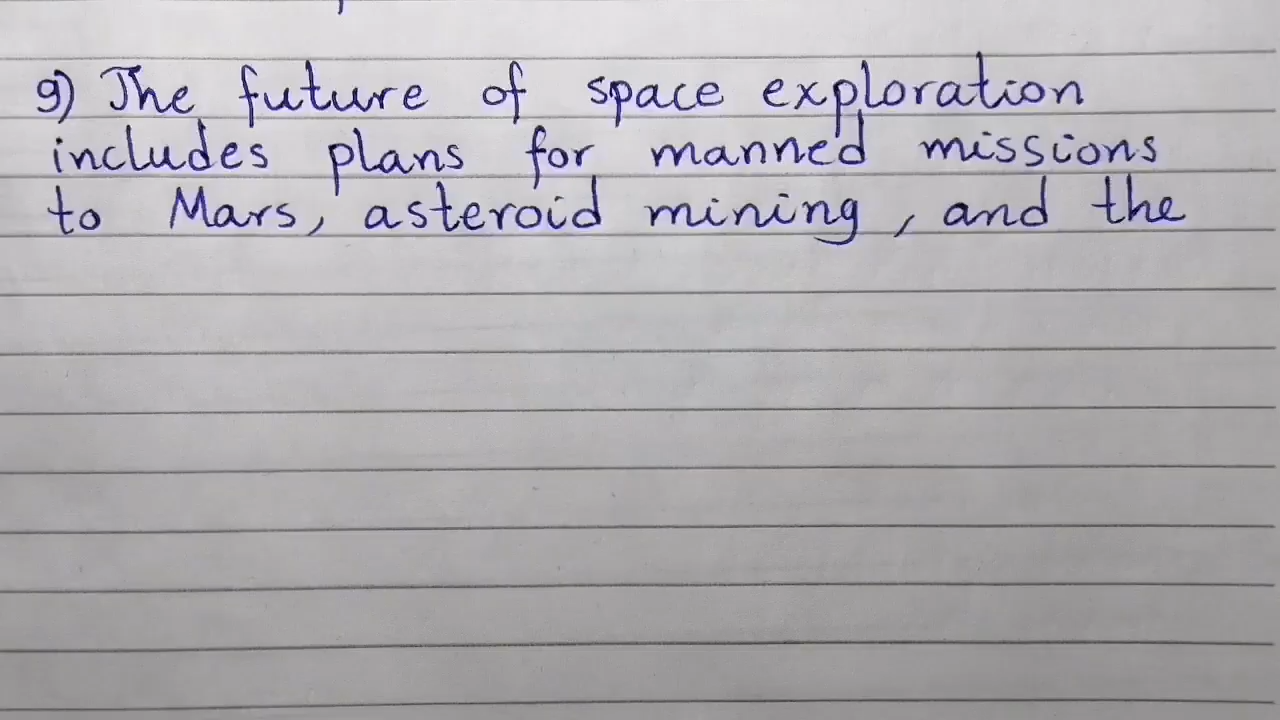 9) The future of space exploration
includes plans for manned missions
to Mars, asteroid mining, and the